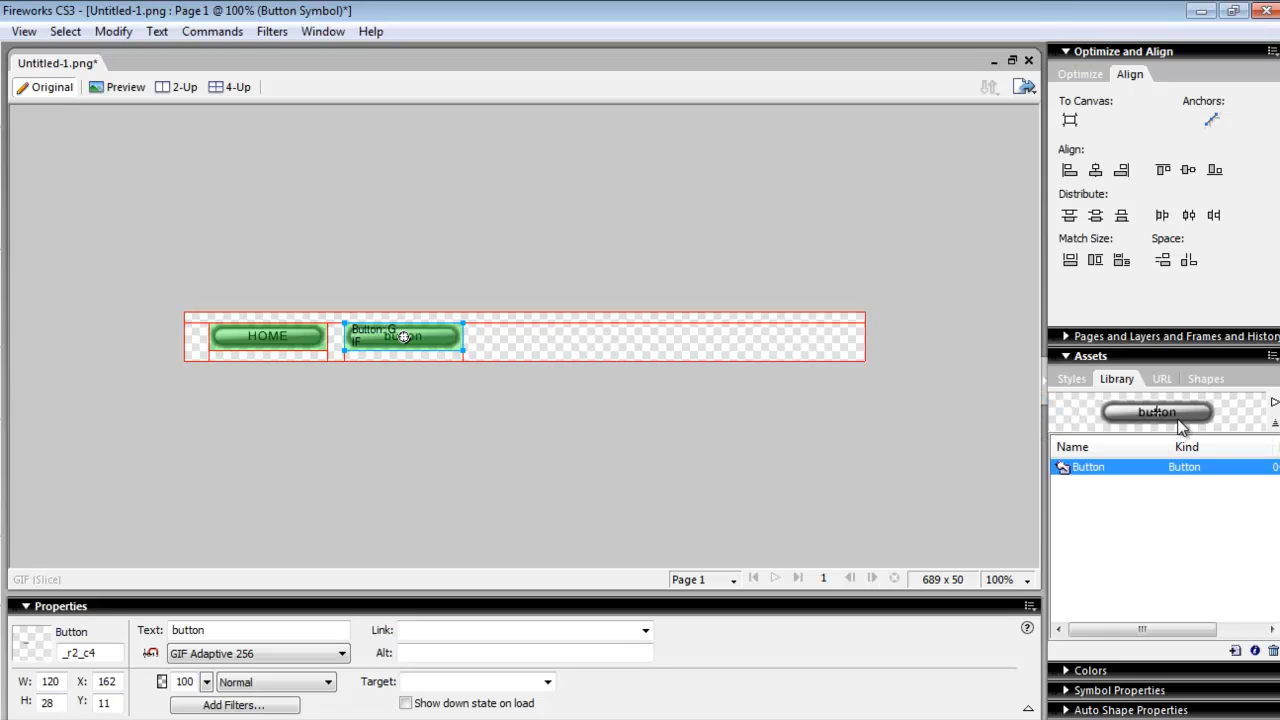 Fireworks CS3 - [Untitled-1.png : Page 1 @ 100% (Button Symbol)*]
View Select Modify Text Commands Filters Window Help
Untitled-1.png*
Original Preview 2-Up 4-Up
Optimize and Align
Optimize Align
To Canvas: Anchors:
Align:
Distribute:
Match Size: Space:
HOME
Button: G
IF
button
Pages and Layers and Frames and History
Assets
Styles Library URL Shapes
button
Name Kind
Button Button
GIF (Slice) Page 1 1 689 x 50 100%
Properties
Button Text: button Link:
_r2_c4 GIF Adaptive 256 Alt:
W: 120 X: 162 100 Normal Target:
H: 28 Y: 11 Add Filters... Show down state on load
Colors
Symbol Properties
Auto Shape Properties